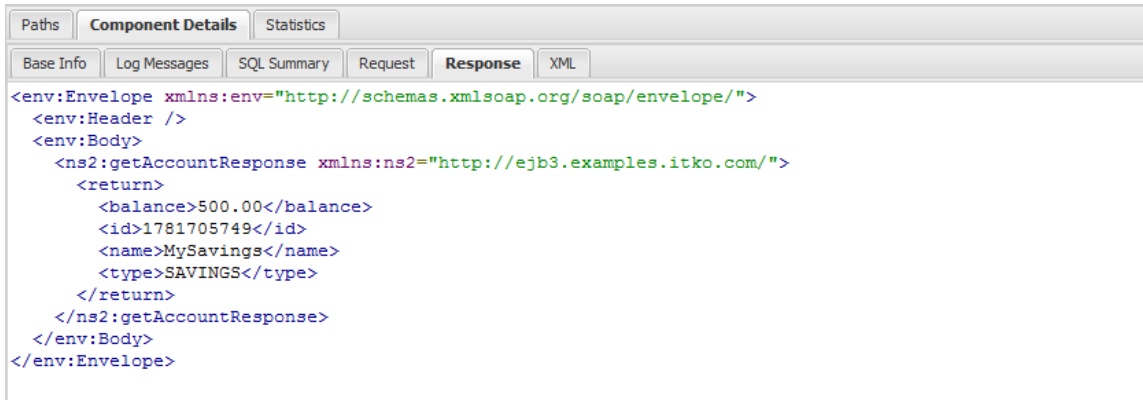 Paths Component Details Statistics
Base Info Log Messages SQL Summary Request Response XML
<env:Envelope xmlns:env="http://schemas.xmlsoap.org/soap/envelope/">
  <env:Header />
  <env:Body>
    <ns2:getAccountResponse xmlns:ns2="http://ejb3.examples.itko.com/">
      <return>
        <balance>500.00</balance>
        <id>1781705749</id>
        <name>MySavings</name>
        <type>SAVINGS</type>
      </return>
    </ns2:getAccountResponse>
  </env:Body>
</env:Envelope>